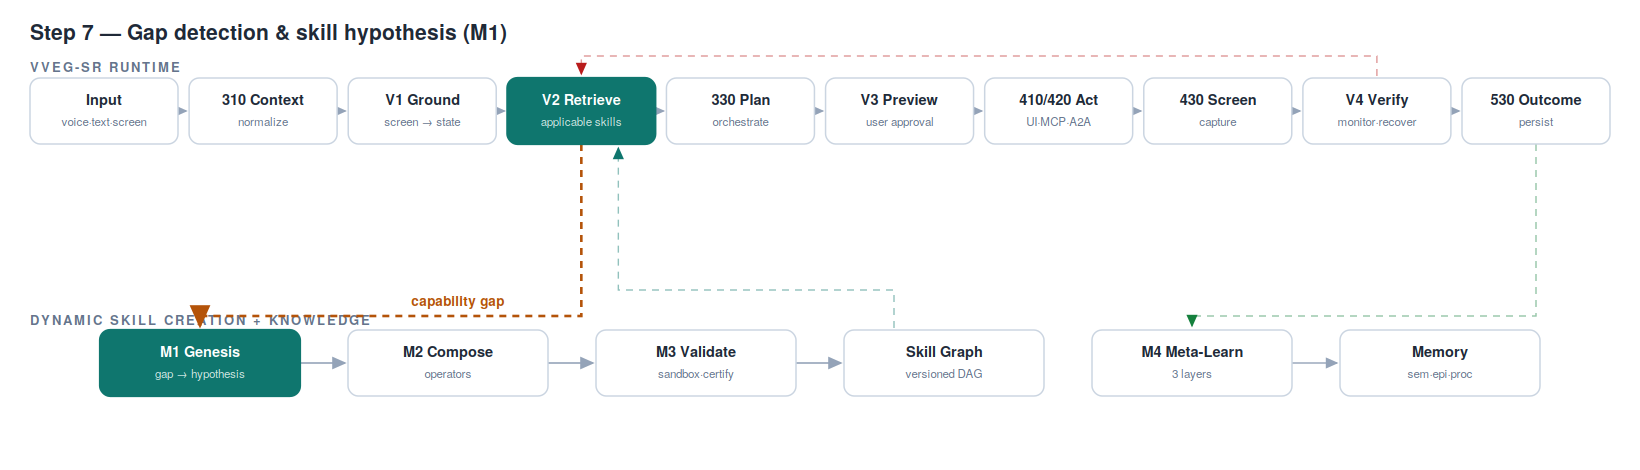 Step 7 — Gap detection & skill hypothesis (M1)
VVEG-SR RUNTIME
Input
voice·text·screen
310 Context
normalize
V1 Ground
screen → state
V2 Retrieve
applicable skills
330 Plan
orchestrate
V3 Preview
user approval
410/420 Act
UI·MCP·A2A
430 Screen
capture
V4 Verify
monitor·recover
530 Outcome
persist
capability gap
DYNAMIC SKILL CREATION + KNOWLEDGE
M1 Genesis
gap → hypothesis
M2 Compose
operators
M3 Validate
sandbox·certify
Skill Graph
versioned DAG
M4 Meta-Learn
3 layers
Memory
sem·epi·proc